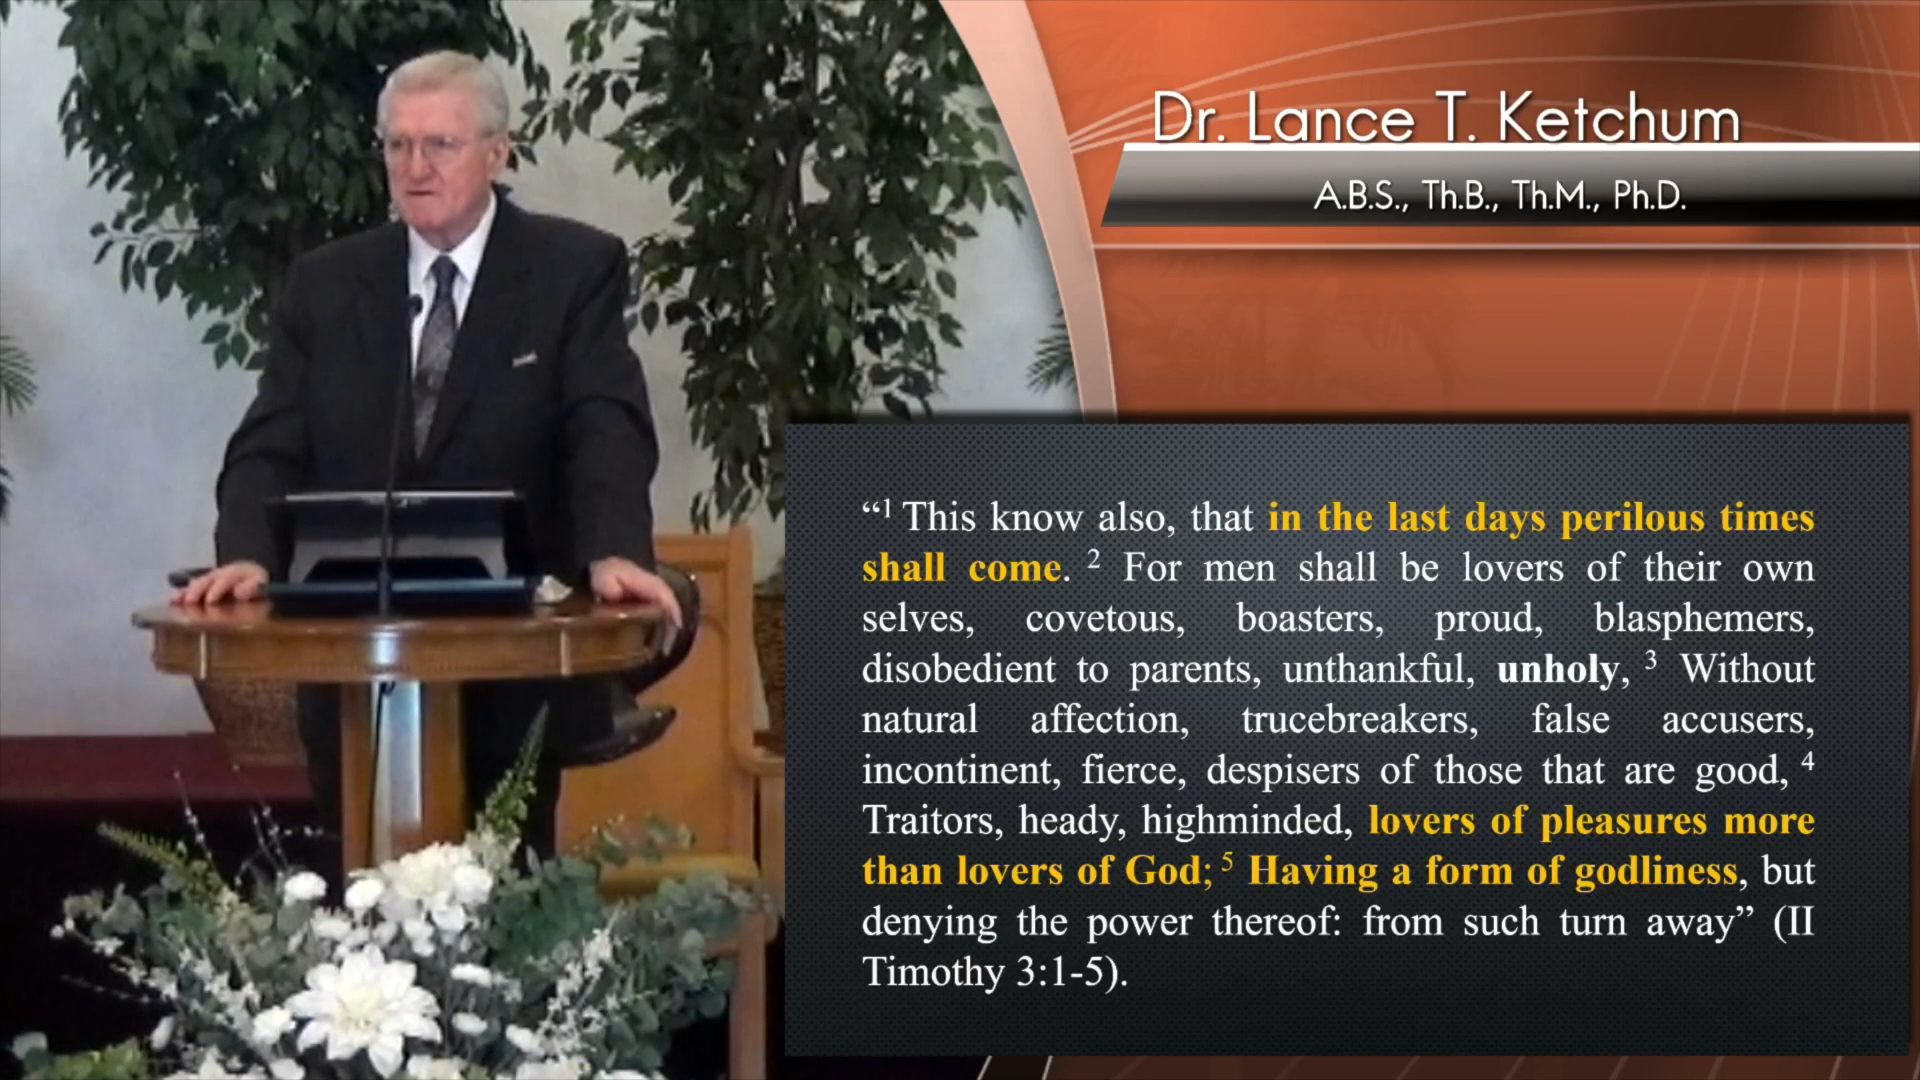 Dr. Lance T. Ketchum
A.B.S., Th.B., Th.M., Ph.D.
“1 This know also, that in the last days perilous times
shall come. 2 For men shall be lovers of their own
selves, covetous, boasters, proud, blasphemers,
disobedient to parents, unthankful, unholy, 3 Without
natural affection, trucebreakers, false accusers,
incontinent, fierce, despisers of those that are good, 4
Traitors, heady, highminded, lovers of pleasures more
than lovers of God; 5 Having a form of godliness, but
denying the power thereof: from such turn away” (II
Timothy 3:1-5).